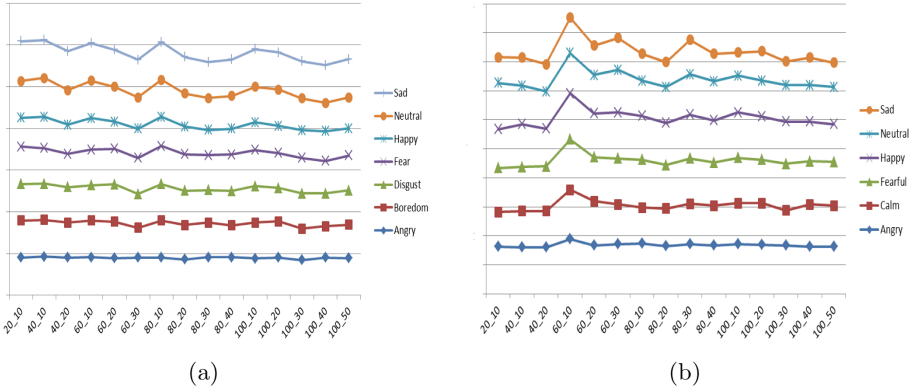 Sad
Neutral
Happy
Fear
Disgust
Boredom
Angry
20_10
40_10
40_20
60_10
60_20
60_30
80_10
80_20
80_30
80_40
100_10
100_20
100_30
100_40
100_50
(a)
Sad
Neutral
Happy
Fearful
Calm
Angry
20_10
40_10
40_20
60_10
60_20
60_30
80_10
80_20
80_30
80_40
100_10
100_20
100_30
100_40
100_50
(b)